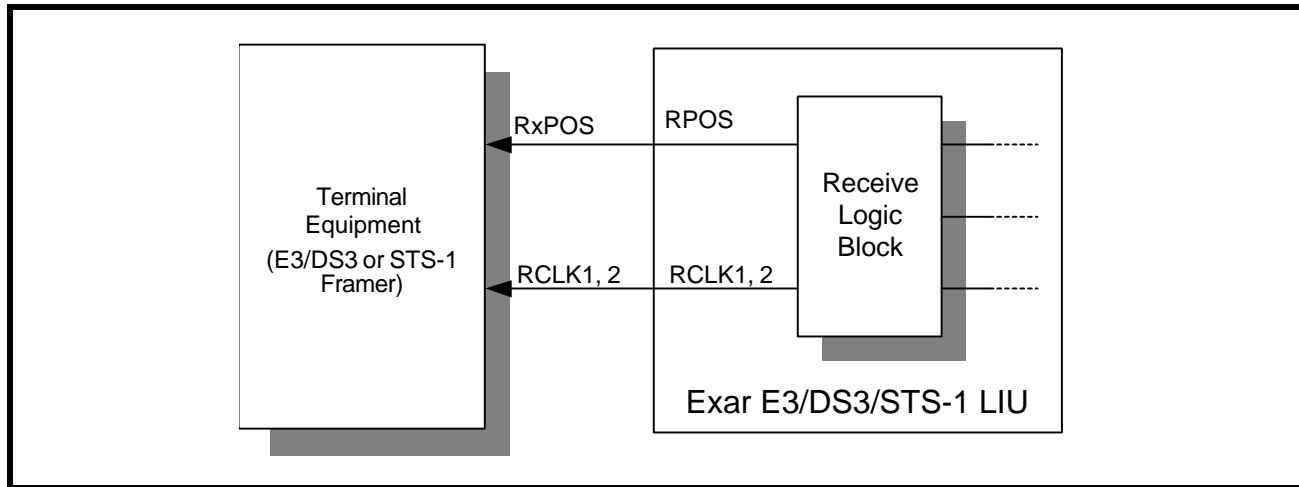 RxPOS
RPOS
Terminal
Equipment
(E3/DS3 or STS-1
Framer)
Receive
Logic
Block
RCLK1, 2
RCLK1, 2
Exar E3/DS3/STS-1 LIU